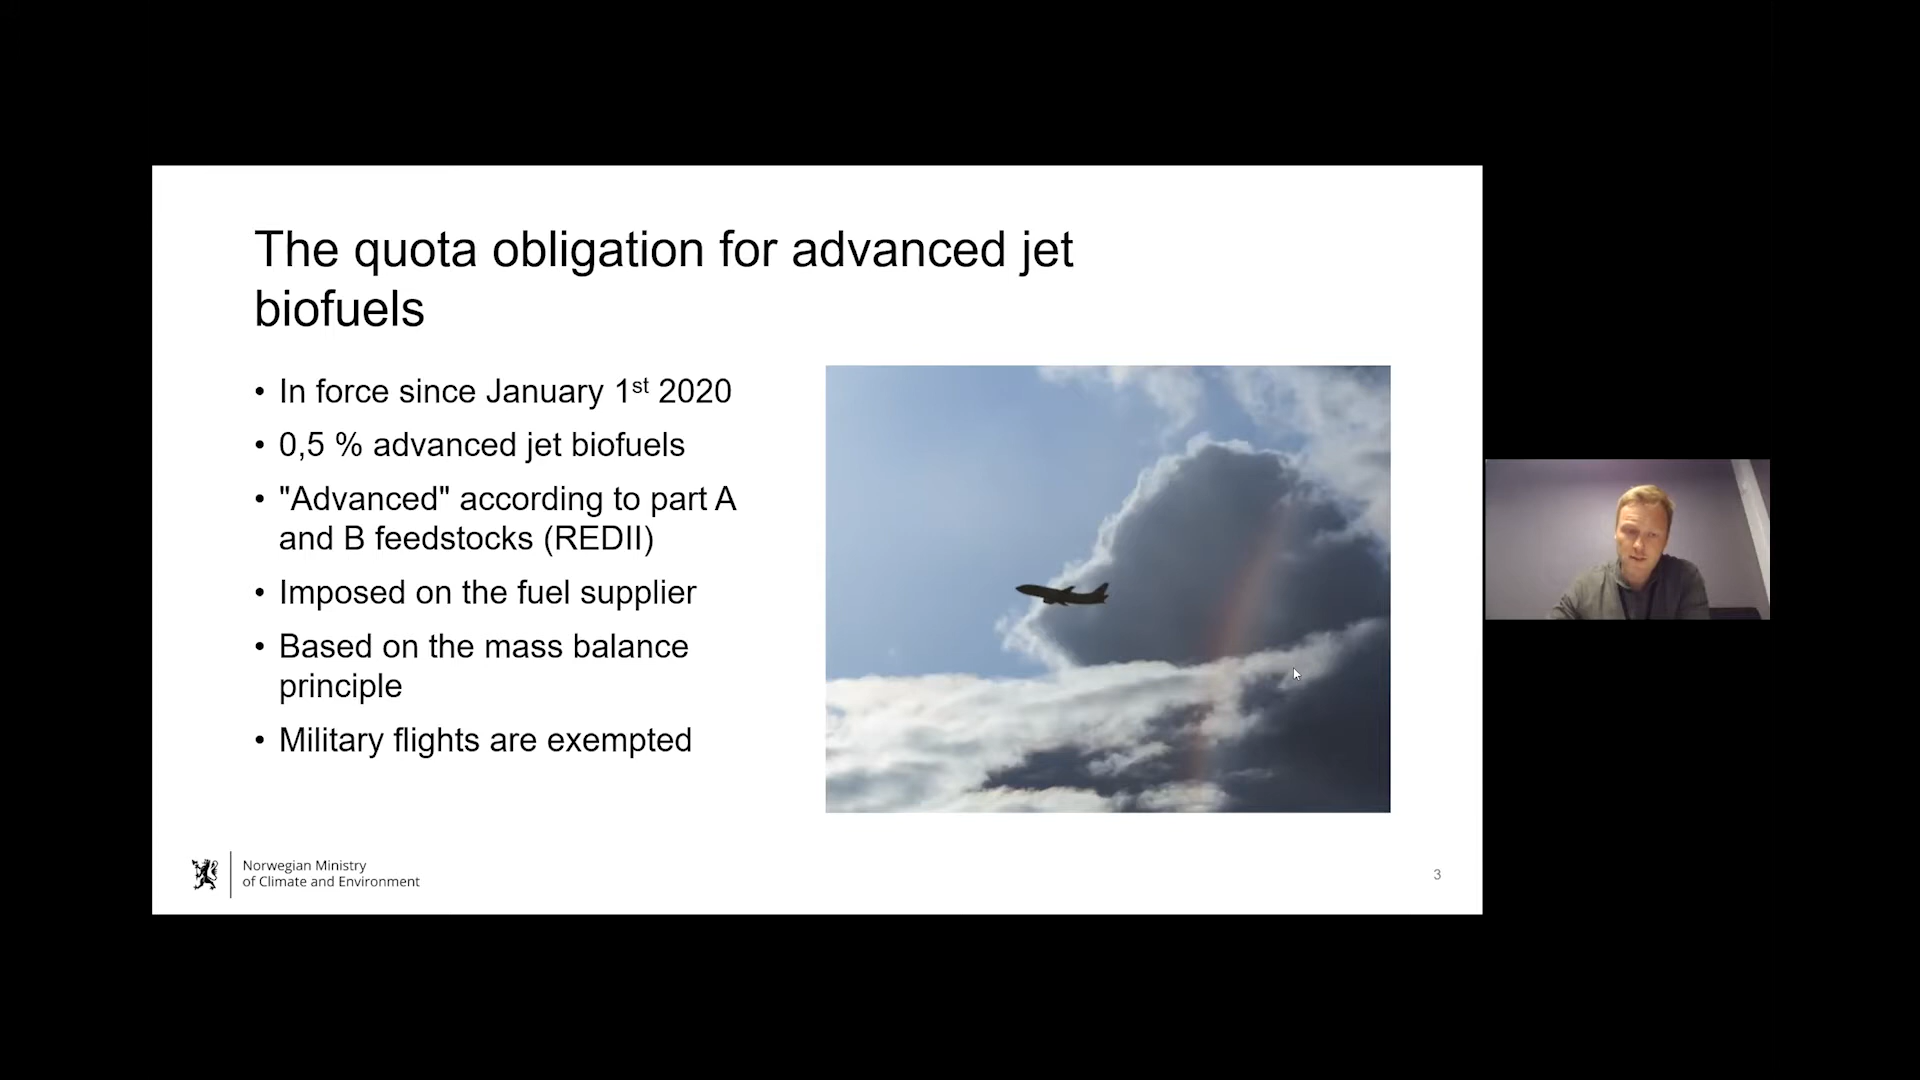 The quota obligation for advanced jet
biofuels
• In force since January 1st 2020
• 0,5 % advanced jet biofuels
• "Advanced" according to part A
and B feedstocks (REDII)
• Imposed on the fuel supplier
• Based on the mass balance
principle
• Military flights are exempted
Norwegian Ministry
of Climate and Environment
3